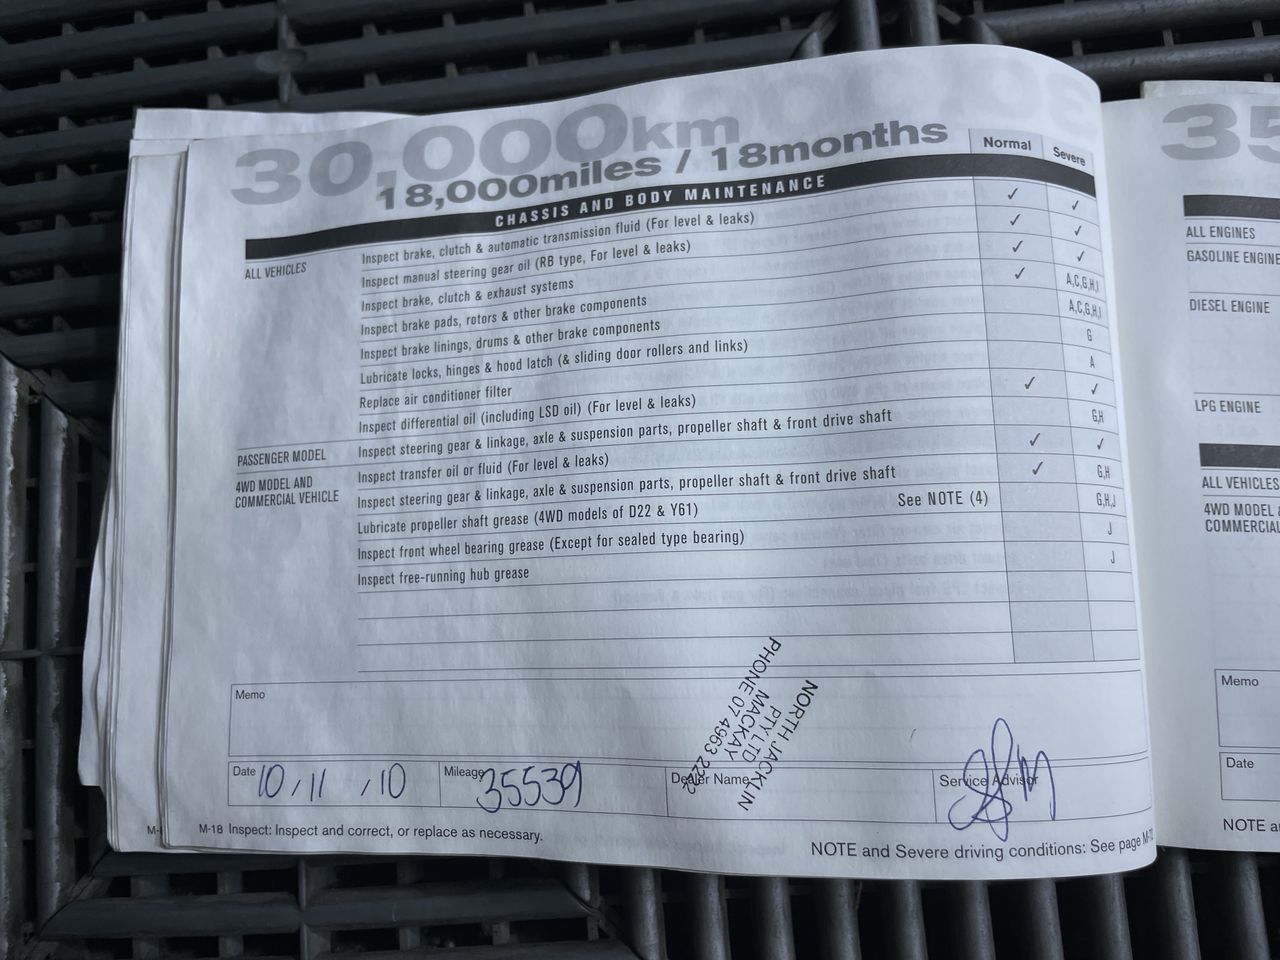 30,000km
18,000miles / 18months
Normal Severe
CHASSIS AND BODY MAINTENANCE
ALL VEHICLES Inspect brake, clutch & automatic transmission fluid (For level & leaks) ✓ ✓
Inspect manual steering gear oil (RB type, For level & leaks) ✓ ✓
Inspect brake, clutch & exhaust systems ✓ ✓
Inspect brake pads, rotors & other brake components ✓ A,C,G,H,I
Inspect brake linings, drums & other brake components A,C,G,H,I
Lubricate locks, hinges & hood latch (& sliding door rollers and links) G
Replace air conditioner filter A
Inspect differential oil (including LSD oil) (For level & leaks) ✓ ✓
PASSENGER MODEL Inspect steering gear & linkage, axle & suspension parts, propeller shaft & front drive shaft G,H
4WD MODEL AND
COMMERCIAL VEHICLE
Inspect transfer oil or fluid (For level & leaks) ✓ ✓
Inspect steering gear & linkage, axle & suspension parts, propeller shaft & front drive shaft ✓ G,H
Lubricate propeller shaft grease (4WD models of D22 & Y61) See NOTE (4) G,H,J
Inspect front wheel bearing grease (Except for sealed type bearing) J
Inspect free-running hub grease J
Memo
NORTH JACKLIN
PTY LTD
MACKAY
PHONE 07 4963 222
Date 10/11/10
Mileage 35539
Dealer Name
Service Advisor
M-18 Inspect: Inspect and correct, or replace as necessary.
NOTE and Severe driving conditions: See page M-
35
ALL ENGINES
GASOLINE ENGINE
DIESEL ENGINE
LPG ENGINE
ALL VEHICLES
4WD MODEL
COMMERCIAL
Memo
Date
NOTE